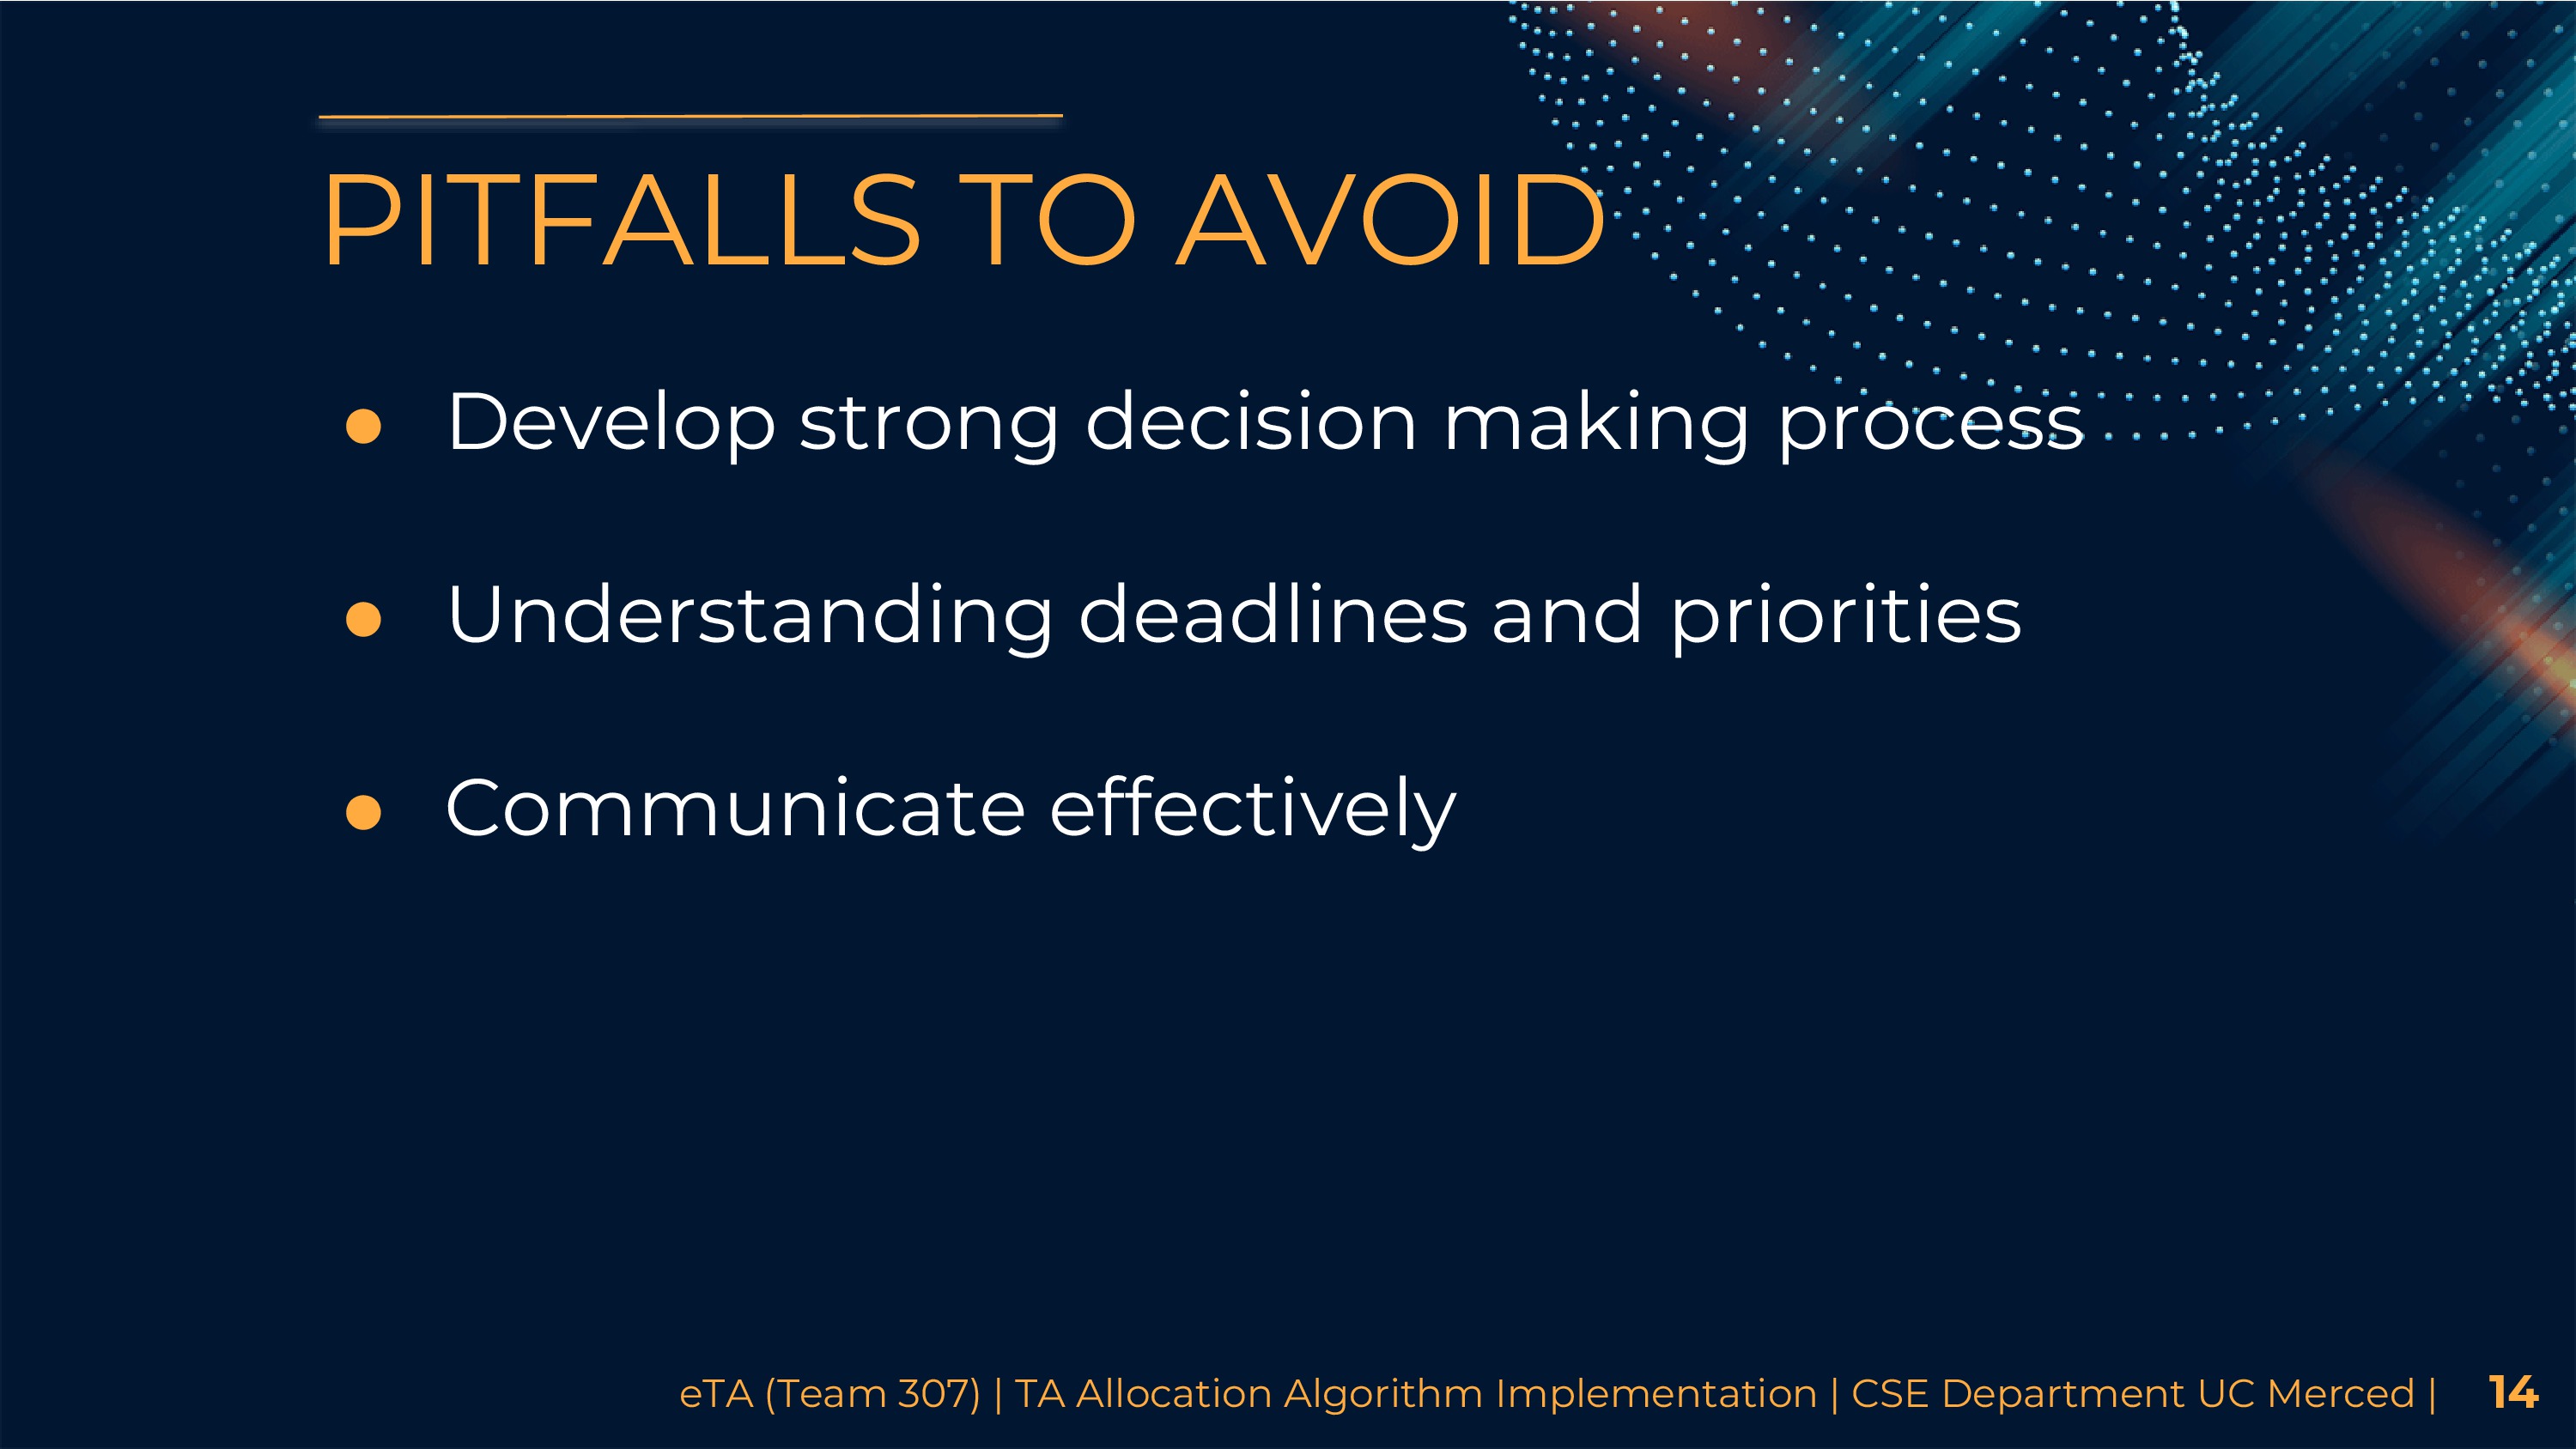 PITFALLS TO AVOID
● Develop strong decision making process
● Understanding deadlines and priorities
● Communicate effectively
eTA (Team 307) | TA Allocation Algorithm Implementation | CSE Department UC Merced | 14